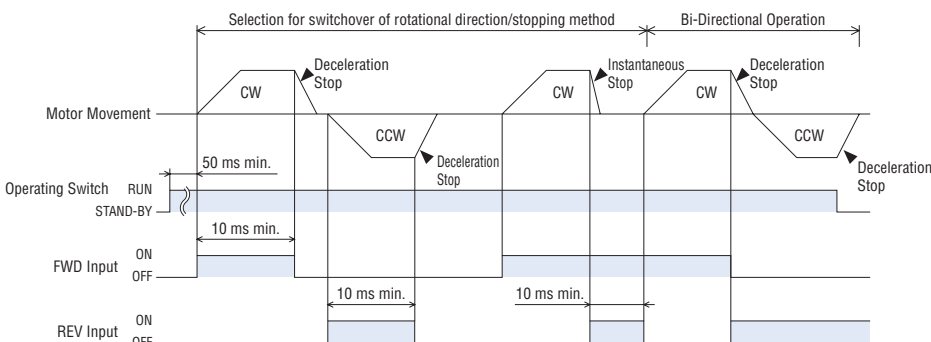 Selection for switchover of rotational direction/stopping method
Bi-Directional Operation
Deceleration
Stop
Instantaneous
Stop
Deceleration
Stop
CW
CW
CW
Motor Movement
CCW
CCW
Deceleration
Stop
Deceleration
Stop
50 ms min.
Operating Switch
RUN
STAND-BY
10 ms min.
FWD Input
ON
OFF
10 ms min.
10 ms min.
REV Input
ON
OFF